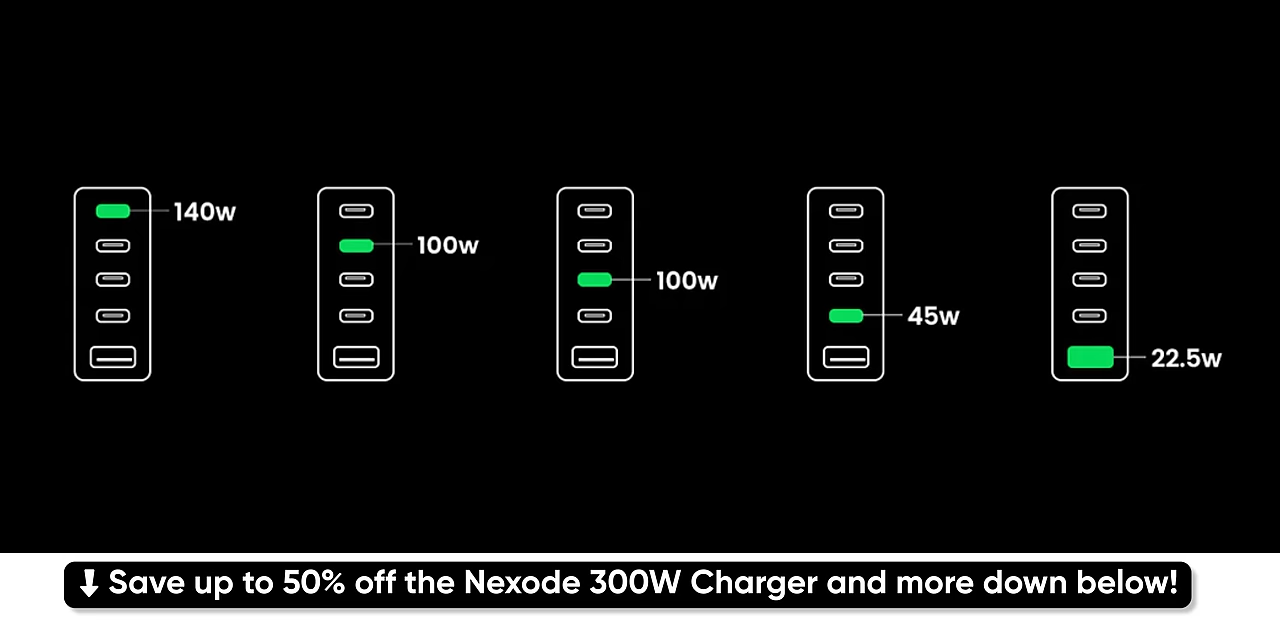 140w
100w
100w
45w
22.5w
⬇ Save up to 50% off the Nexode 300W Charger and more down below!